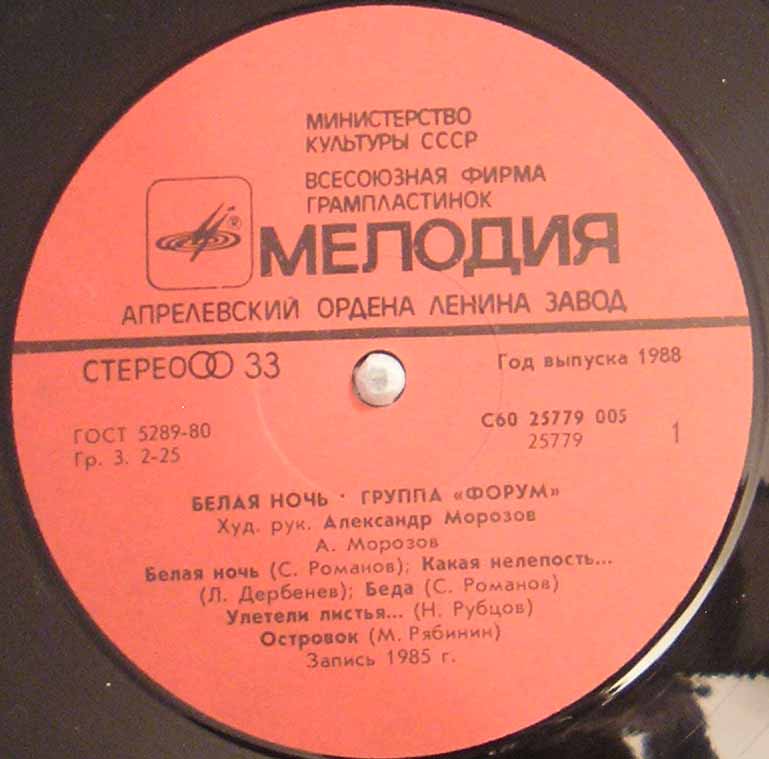 МИНИСТЕРСТВО
КУЛЬТУРЫ СССР
ВСЕСОЮЗНАЯ ФИРМА
ГРАМПЛАСТИНОК
МЕЛОДИЯ
АПРЕЛЕВСКИЙ ОРДЕНА ЛЕНИНА ЗАВОД
СТЕРЕО 33
Год выпуска 1988
ГОСТ 5289-80
Гр. 3. 2-25
С60 25779 005
25779
1
БЕЛАЯ НОЧЬ · ГРУППА «ФОРУМ»
Худ. рук. Александр Морозов
А. Морозов
Белая ночь (С. Романов); Какая нелепость...
(Л. Дербенев); Беда (С. Романов)
Улетели листья... (Н. Рубцов)
Островок (М. Рябинин)
Запись 1985 г.